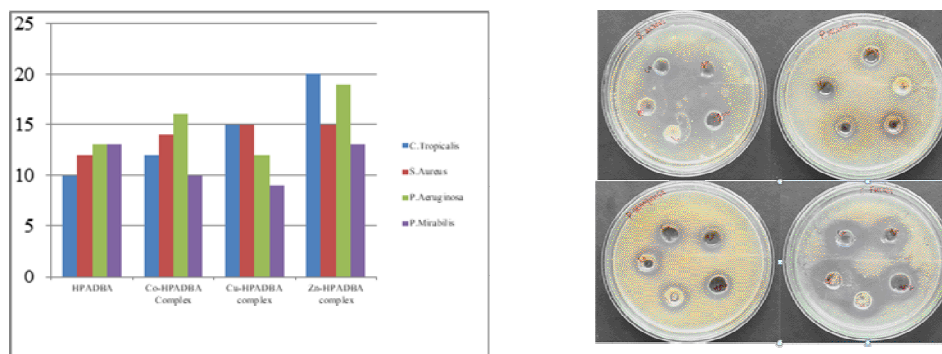 25
20
15
10
5
0
HPADBA
Co-HPADBA
Complex
Cu-HPADBA
complex
Zn-HPADBA
complex
C.Tropicalis
S.Aureus
P.Aeruginosa
P.Mirabilis